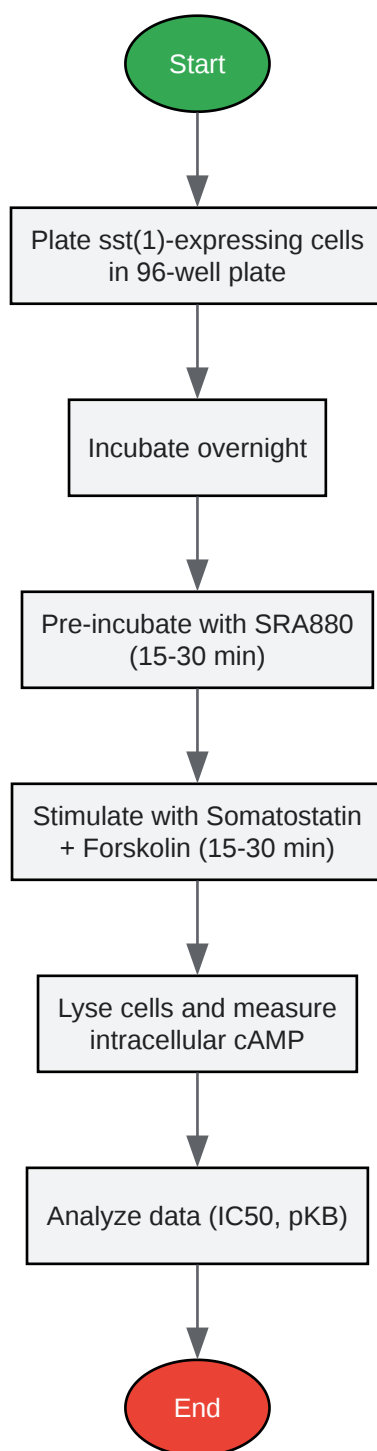 Start
Plate sst(1)-expressing cells
in 96-well plate
Incubate overnight
Pre-incubate with SRA880
(15-30 min)
Stimulate with Somatostatin
+ Forskolin (15-30 min)
Lyse cells and measure
intracellular cAMP
Analyze data (IC50, pKB)
End